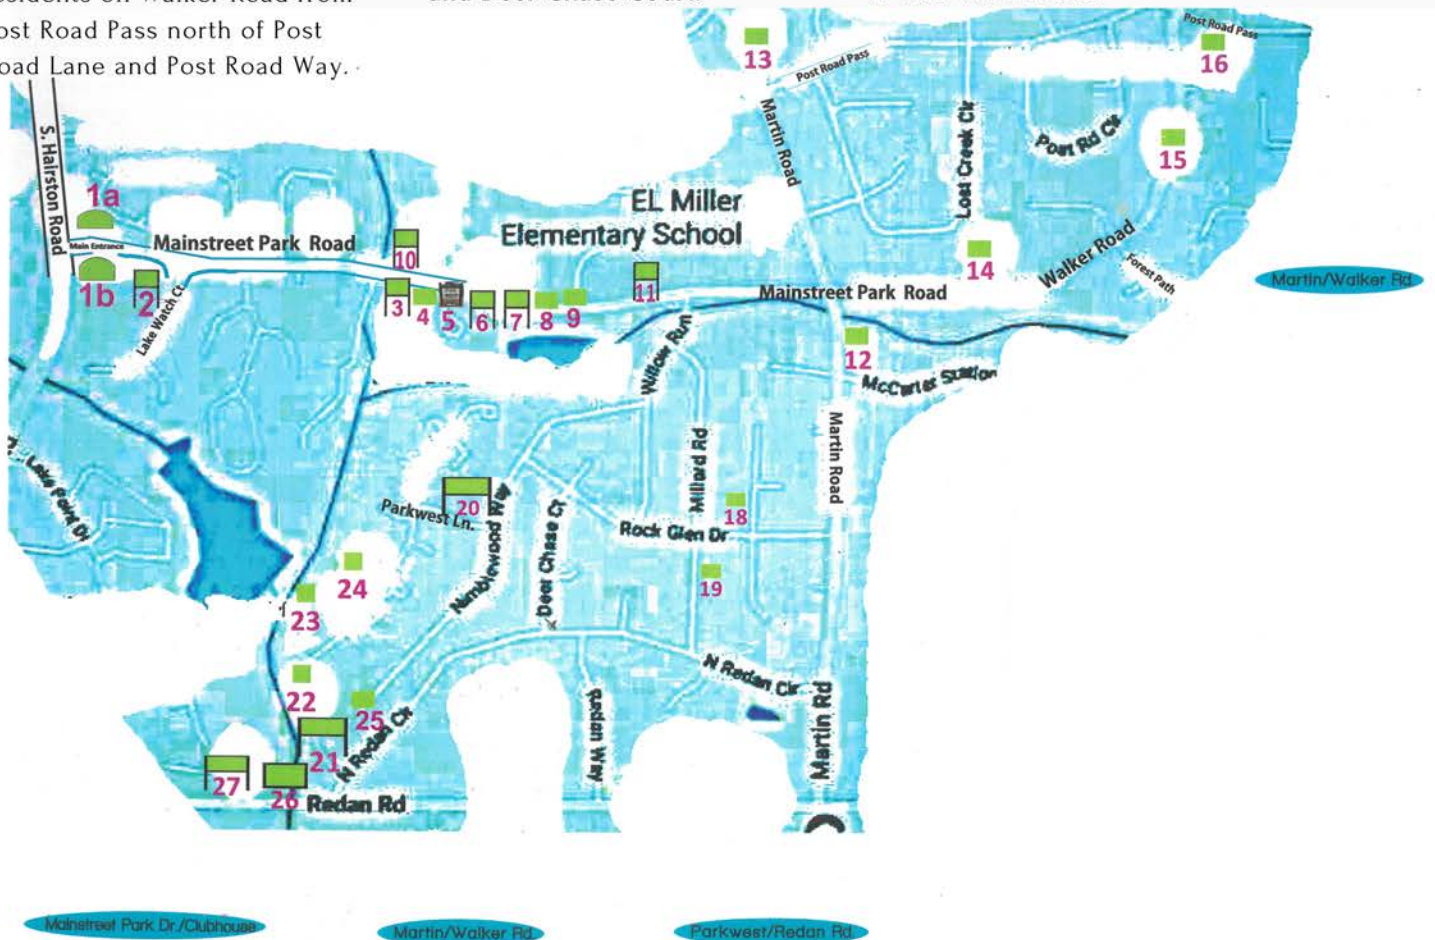 ost Road Pass north of Post
oad Lane and Post Road Way.
Post Road Pass
13
16
Post Road Pass
S. Hairston Road
Martin Road
Lost Creek Cir
Post Rd Cir
15
1a
EL Miller
Elementary School
Main Entrance
Mainstreet Park Road
10
14
Walker Road
Forest Path
Martin/Walker Rd
1b
2
Lake Watch Ct
3
4
5
6
7
8
9
11
Mainstreet Park Road
12
Willow Run
McCarter Station
Martin Road
Lake Point Dr
Millard Rd
20
Parkwest Ln.
18
Rock Glen Dr
Nimblewood Way
Deer Chase Ct
19
24
23
22
25
N Redan Cir
N Redan Cir
Redan Way
Martin Rd
21
27
26
Redan Rd
Mainstreet Park Dr./Clubhouse
Martin/Walker Rd
Parkwest/Redan Rd